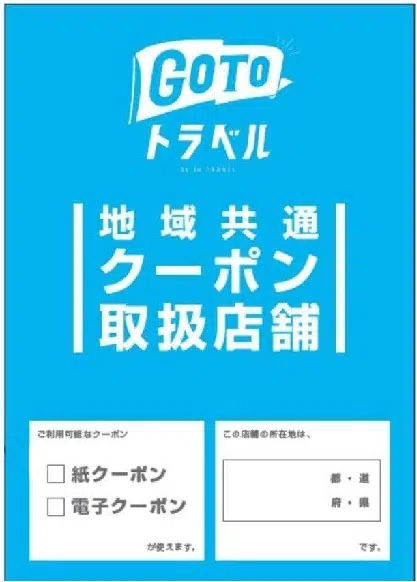 GOTO
トラベル
Go To TRAVEL
地域共通
クーポン
取扱店舗
ご利用可能なクーポン
□ 紙クーポン
□ 電子クーポン
が使えます。
この店舗の所在地は、
都・道
府・県
です。